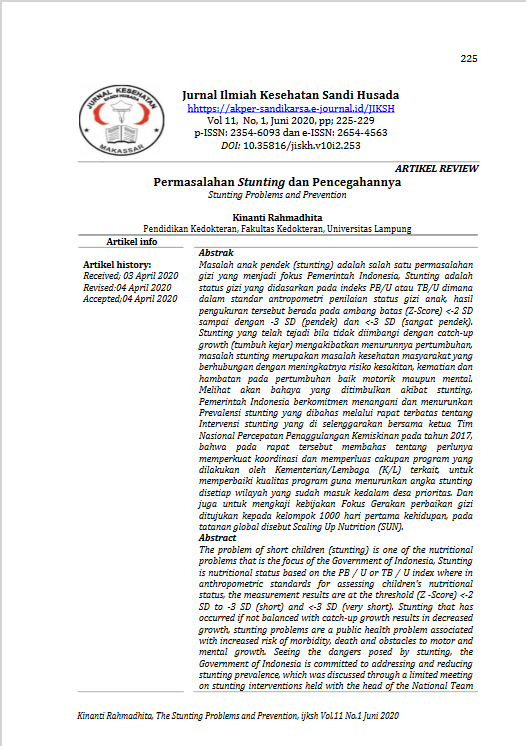 225
JURNAL KESEHATAN
SANDI HUSADA
MAKASSAR
Jurnal Ilmiah Kesehatan Sandi Husada
hhttps://akper-sandikarsa.e-journal.id/JIKSH
Vol 11, No, 1, Juni 2020, pp; 225-229
p-ISSN: 2354-6093 dan e-ISSN: 2654-4563
DOI: 10.35816/jiskh.v10i2.253
ARTIKEL REVIEW
Permasalahan Stunting dan Pencegahannya
Stunting Problems and Prevention
Kinanti Rahmadhita
Pendidikan Kedokteran, Fakultas Kedokteran, Universitas Lampung
Artikel info
Artikel history:
Received; 03 April 2020
Revised:04 April 2020
Accepted;04 April 2020
Abstrak
Masalah anak pendek (stunting) adalah salah satu permasalahan
gizi yang menjadi fokus Pemerintah Indonesia, Stunting adalah
status gizi yang didasarkan pada indeks PB/U atau TB/U dimana
dalam standar antropometri penilaian status gizi anak, hasil
pengukuran tersebut berada pada ambang batas (Z-Score) <-2 SD
sampai dengan -3 SD (pendek) dan <-3 SD (sangat pendek).
Stunting yang telah tejadi bila tidak diimbangi dengan catch-up
growth (tumbuh kejar) mengakibatkan menurunnya pertumbuhan,
masalah stunting merupakan masalah kesehatan masyarakat yang
berhubungan dengan meningkatnya risiko kesakitan, kematian dan
hambatan pada pertumbuhan baik motorik maupun mental.
Melihat akan bahaya yang ditimbulkan akibat stunting,
Pemerintah Indonesia berkomitmen menangani dan menurunkan
Prevalensi stunting yang dibahas melalui rapat terbatas tentang
Intervensi stunting yang di selenggarakan bersama ketua Tim
Nasional Percepatan Penaggulangan Kemiskinan pada tahun 2017,
bahwa pada rapat tersebut membahas tentang perlunya
memperkuat koordinasi dan memperluas cakupan program yang
dilakukan oleh Kementerian/Lembaga (K/L) terkait, untuk
memperbaiki kualitas program guna menurunkan angka stunting
disetiap wilayah yang sudah masuk kedalam desa prioritas. Dan
juga untuk mengkaji kebijakan Fokus Gerakan perbaikan gizi
ditujukan kepada kelompok 1000 hari pertama kehidupan, pada
tatanan global disebut Scaling Up Nutrition (SUN).
Abstract
The problem of short children (stunting) is one of the nutritional
problems that is the focus of the Government of Indonesia, Stunting
is nutritional status based on the PB / U or TB / U index where in
anthropometric standards for assessing children's nutritional
status, the measurement results are at the threshold (Z -Score) <-2
SD to -3 SD (short) and <-3 SD (very short). Stunting that has
occurred if not balanced with catch-up growth results in decreased
growth, stunting problems are a public health problem associated
with increased risk of morbidity, death and obstacles to motor and
mental growth. Seeing the dangers posed by stunting, the
Government of Indonesia is committed to addressing and reducing
stunting prevalence, which was discussed through a limited meeting
on stunting interventions held with the head of the National Team
Kinanti Rahmadhita, The Stunting Problems and Prevention, ijksh Vol.11 No.1 Juni 2020